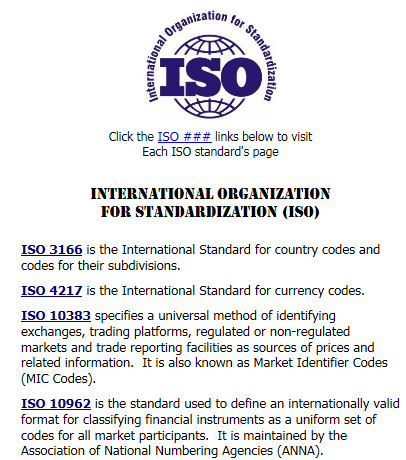 International Organization for Standardization
ISO
Click the ISO ### links below to visit
Each ISO standard's page
INTERNATIONAL ORGANIZATION
FOR STANDARDIZATION (ISO)
ISO 3166 is the International Standard for country codes and
codes for their subdivisions.
ISO 4217 is the International Standard for currency codes.
ISO 10383 specifies a universal method of identifying
exchanges, trading platforms, regulated or non-regulated
markets and trade reporting facilities as sources of prices and
related information.  It is also known as Market Identifier Codes
(MIC Codes).
ISO 10962 is the standard used to define an internationally valid
format for classifying financial instruments as a uniform set of
codes for all market participants.  It is maintained by the
Association of National Numbering Agencies (ANNA).